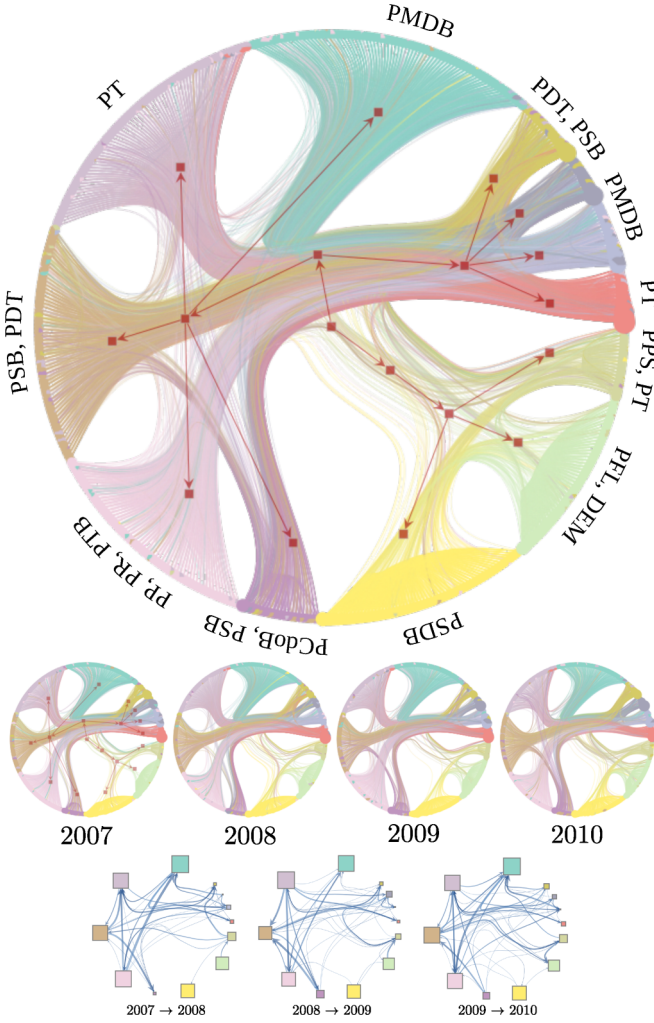 PMDB
PT
PDT, PSB
PMDB
PT
PSB, PDT
PPS, PT
PFL, DEM
PP, PR, PTB
PCdoB, PSB
PSDB
2007 2008 2009 2010
2007 → 2008 2008 → 2009 2009 → 2010